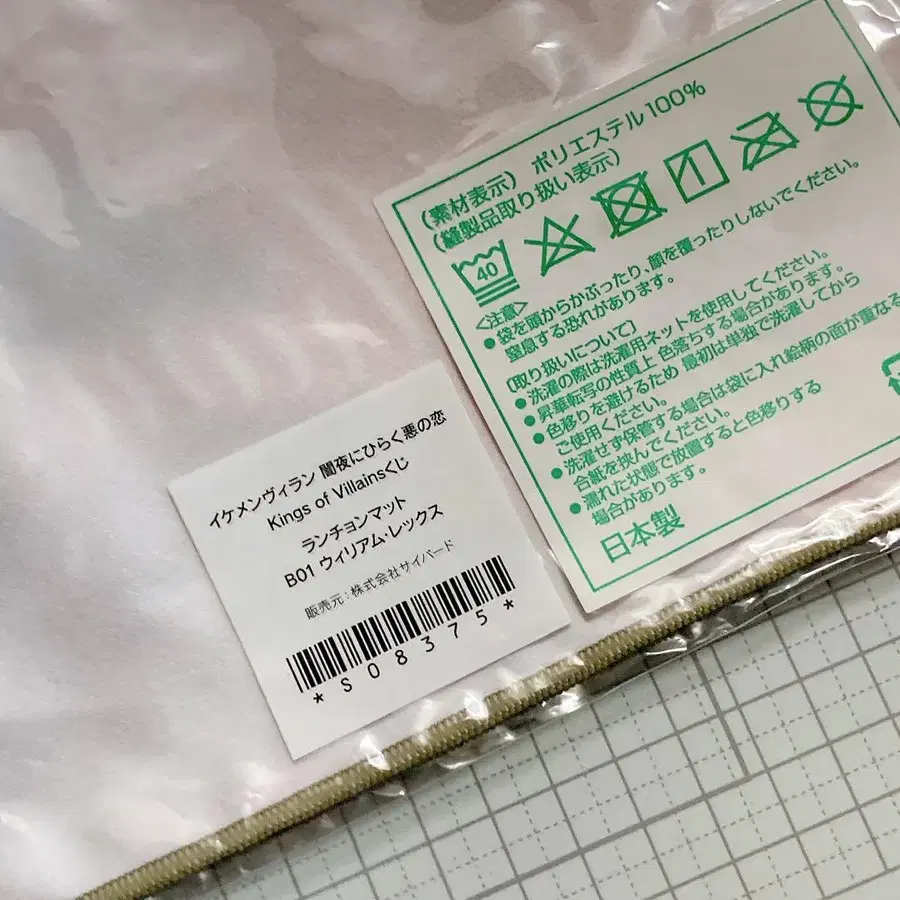 (素材表示) ポリエステル100%
(縫製品取り扱い表示)
40
<注意>
●袋を頭からかぶったり、顔を覆ったりしないでください。
窒息する恐れがあります。
[取り扱いについて]
●洗濯の際は洗濯用ネットを使用してください。
●昇華転写の性質上 色落ちする場合があります。
●色移りを避けるため 最初は単独で洗濯してから
ご使用ください。
●洗濯せず保管する場合は袋に入れ絵柄の面が重なる
合紙を挟んでください。
●濡れた状態で放置すると色移りする
場合があります。
日本製
イケメンヴィラン 闇夜にひらく悪の恋
Kings of Villainsくじ
ランチョンマット
B01 ウィリアム・レックス
販売元:株式会社サイバード
*S08375*